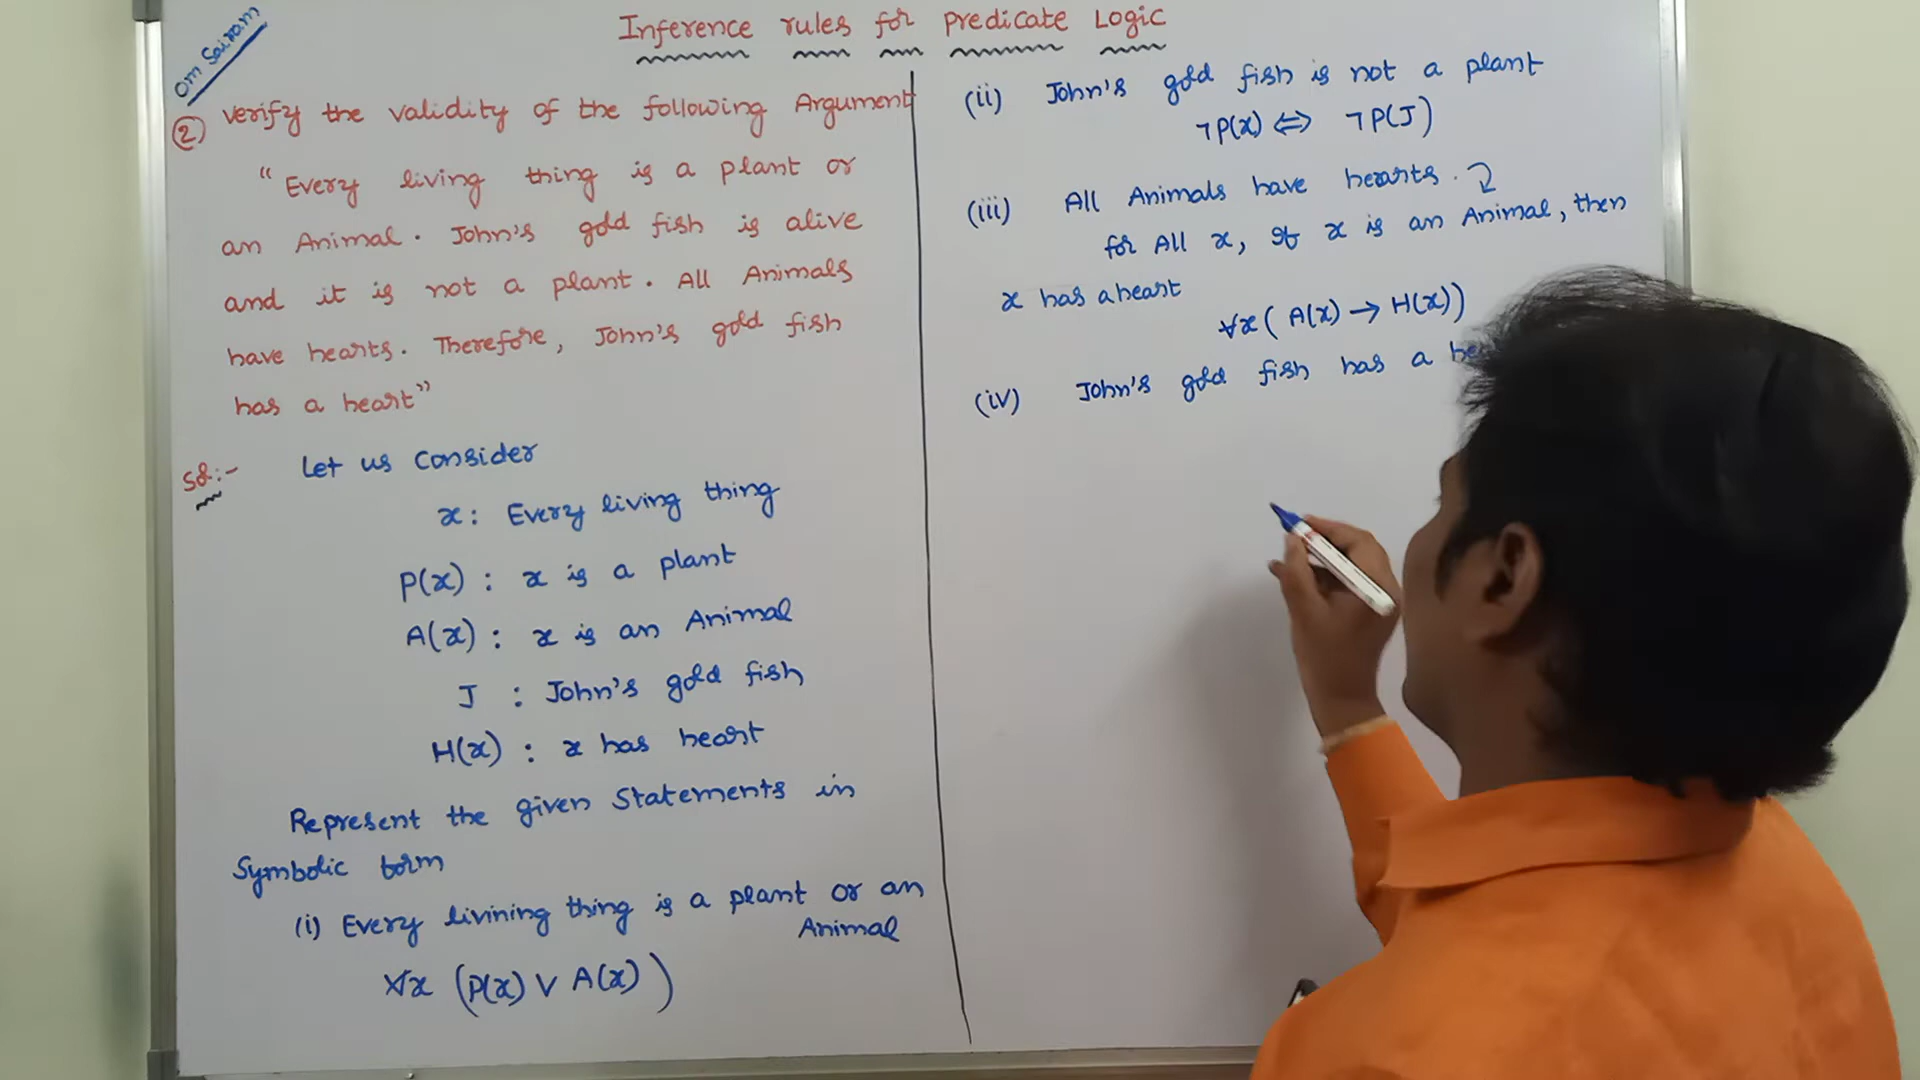 Om Sairam
Inference rules for predicate Logic
(2) Verify the validity of the following Argument
“Every living thing is a plant or
an Animal. John's gold fish is alive
and it is not a plant. All Animals
have hearts. Therefore, John's gold fish
has a heart”
Sol:-
Let us consider
x: Every living thing
P(x) : x is a plant
A(x) : x is an Animal
J : John's gold fish
H(x) : x has heart
Represent the given Statements in
Symbolic form
(i) Every livining thing is a plant or an
Animal
∀x (P(x) ∨ A(x))
(ii) John's gold fish is not a plant
¬P(x) ⇔ ¬P(J)
(iii) All Animals have hearts.
for All x, If x is an Animal, then
x has a heart
∀x( A(x) → H(x))
(iv) John's gold fish has a